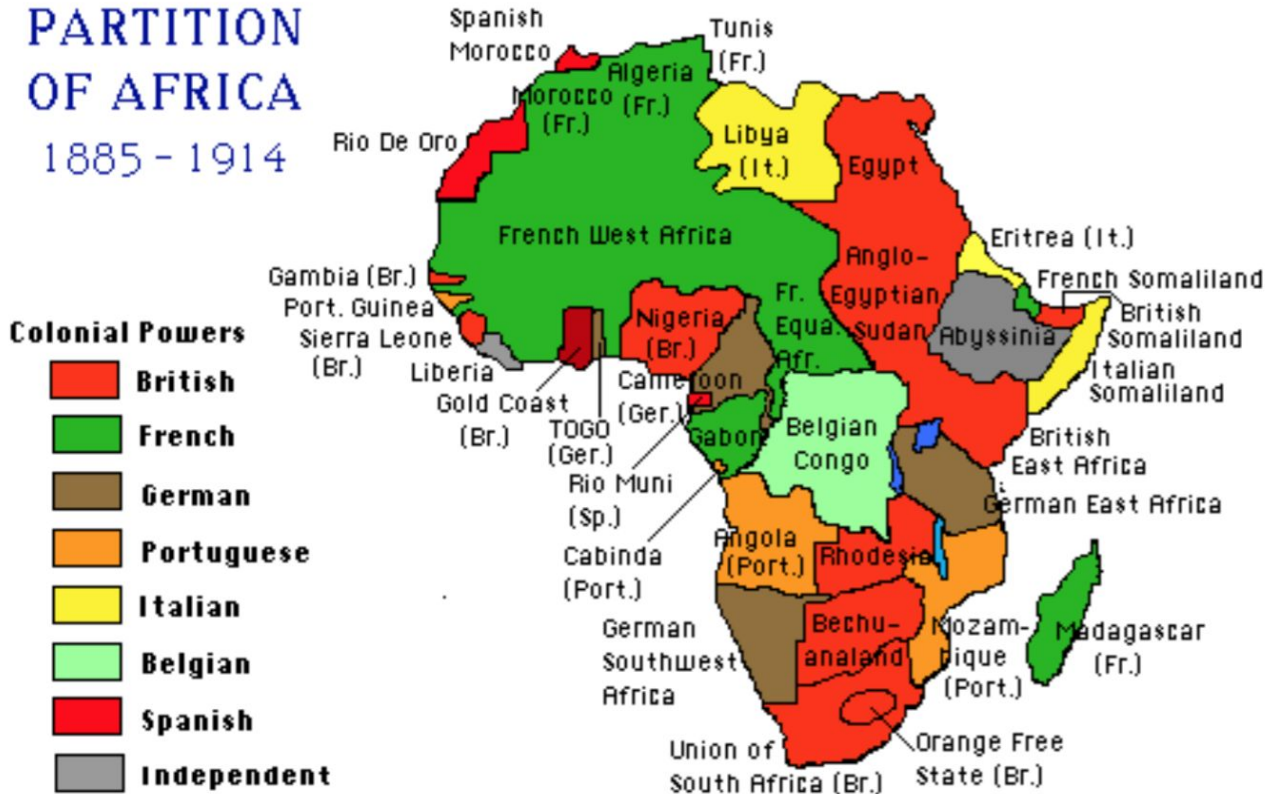 PARTITION
OF AFRICA
1885 - 1914
Spanish
Morocco
Tunis
(Fr.)
Algeria
(Fr.)
Morocco
(Fr.)
Rio De Oro
Libya
(It.)
Egypt
French West Africa
Eritrea (It.)
Anglo-
Egyptian
Sudan
Gambia (Br.)
Port. Guinea
Sierra Leone
(Br.)
Liberia
Gold Coast
(Br.)
TOGO
(Ger.)
Nigeria
(Br.)
Fr.
Equa.
Afr.
French Somaliland
British
Somaliland
Abyssinia
Italian
Somaliland
Cameroon
(Ger.)
Gabon
Rio Muni
(Sp.)
Cabinda
(Port.)
Belgian
Congo
British
East Africa
German East Africa
Angola
(Port.)
Rhodesia
German
Southwest
Africa
Bechu-
analand
Mozam-
bique
(Port.)
Madagascar
(Fr.)
Union of
South Africa (Br.)
Orange Free
State (Br.)
Colonial Powers
British
French
German
Portuguese
Italian
Belgian
Spanish
Independent